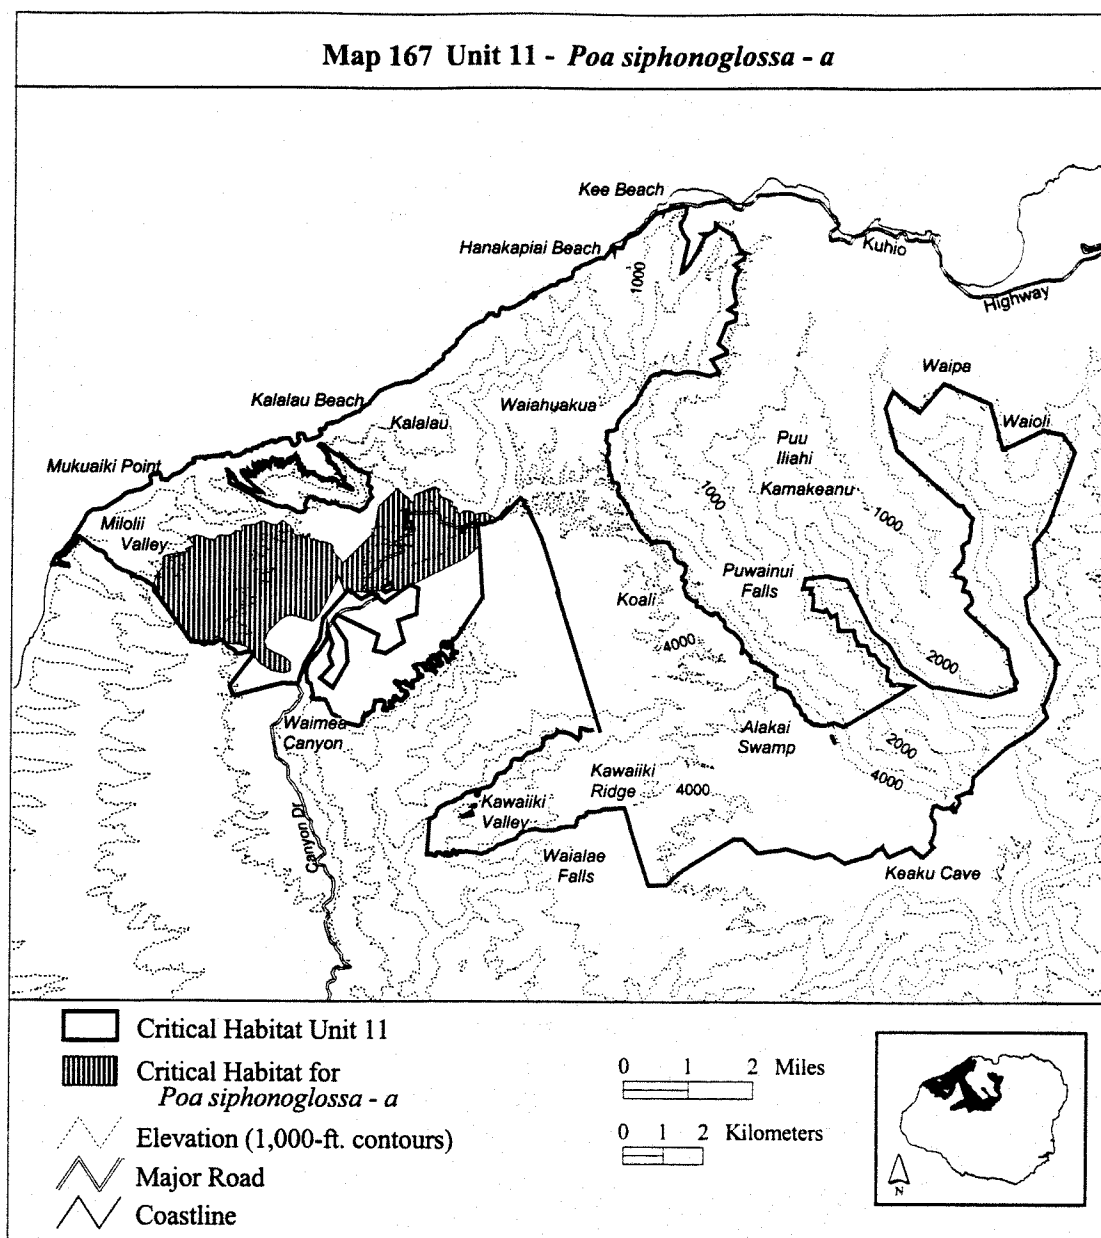 Map 167 Unit 11 - Poa siphonoglossa - a
Kee Beach
Hanakapiai Beach
1000
Kuhio
Highway
Waipa
Kalalau Beach
Kalalau
Waiahuakua
Waioli
Puu
Iliahi
Mukuaiki Point
Kamakeanu
1000
1000
Milolii
Valley
Puwainui
Falls
Koali
4000
2000
Waimea
Canyon
Alakai
Swamp
2000
4000
Kawaiiki
Ridge
4000
Kawaiiki
Valley
Canyon Dr
Waialae
Falls
Keaku Cave
Critical Habitat Unit 11
Critical Habitat for
Poa siphonoglossa - a
Elevation (1,000-ft. contours)
Major Road
Coastline
0 1 2 Miles
0 1 2 Kilometers
N